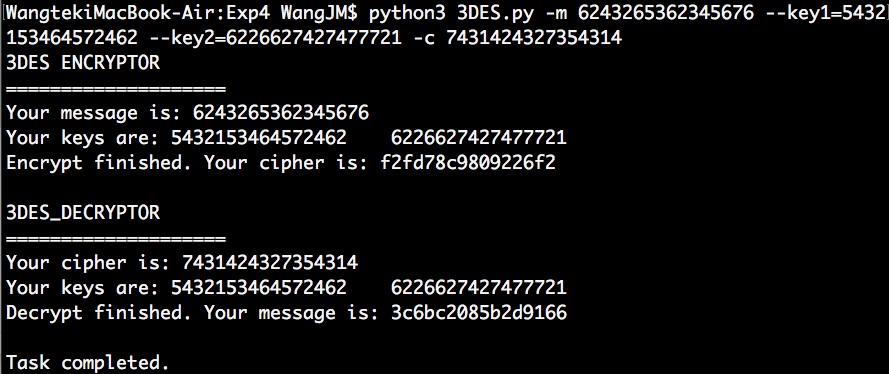 WangtekiMacBook-Air:Exp4 WangJM$ python3 3DES.py -m 6243265362345676 --key1=5432
153464572462 --key2=6226627427477721 -c 7431424327354314
3DES ENCRYPTOR
====================
Your message is: 6243265362345676
Your keys are: 5432153464572462    6226627427477721
Encrypt finished. Your cipher is: f2fd78c9809226f2
3DES_DECRYPTOR
====================
Your cipher is: 7431424327354314
Your keys are: 5432153464572462    6226627427477721
Decrypt finished. Your message is: 3c6bc2085b2d9166
Task completed.